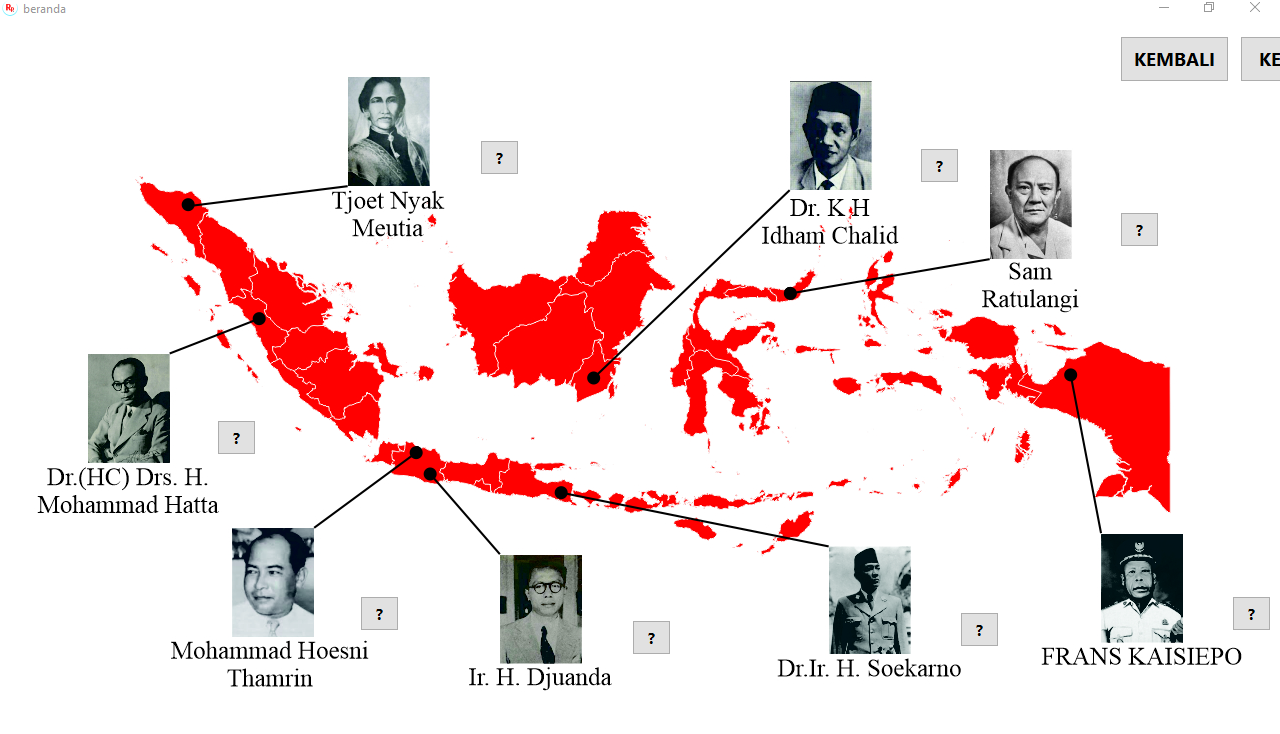 beranda
KEMBALI
KE
Tjoet Nyak
Meutia
?
Dr. K H
Idham Chalid
?
Sam
Ratulangi
?
Dr.(HC) Drs. H.
Mohammad Hatta
?
Mohammad Hoesni
Thamrin
?
Ir. H. Djuanda
?
Dr.Ir. H. Soekarno
?
FRANS KAISIEPO
?